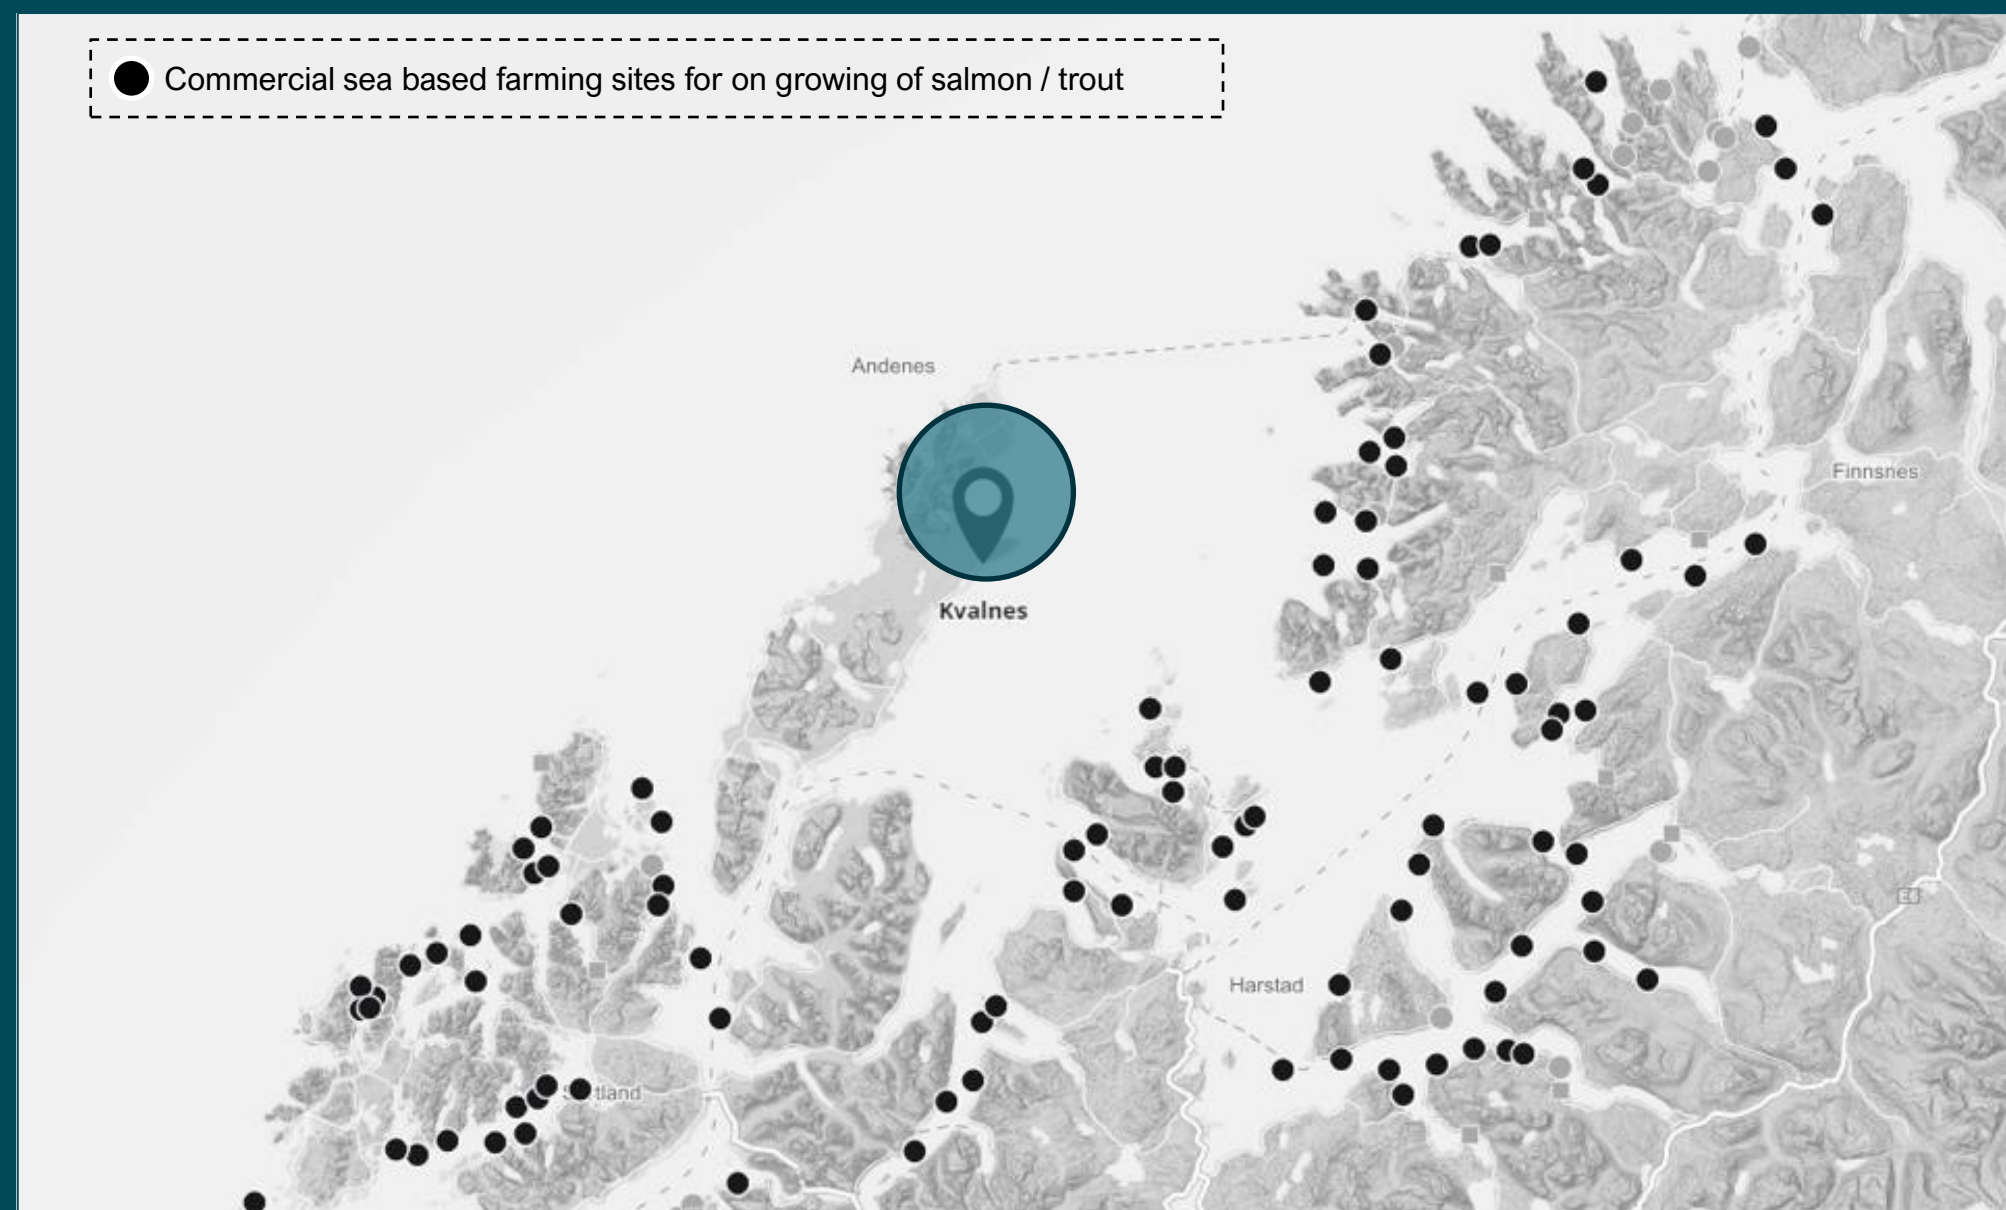 Commercial sea based farming sites for on growing of salmon / trout
Andenes
Finnsnes
Kvalnes
Harstad